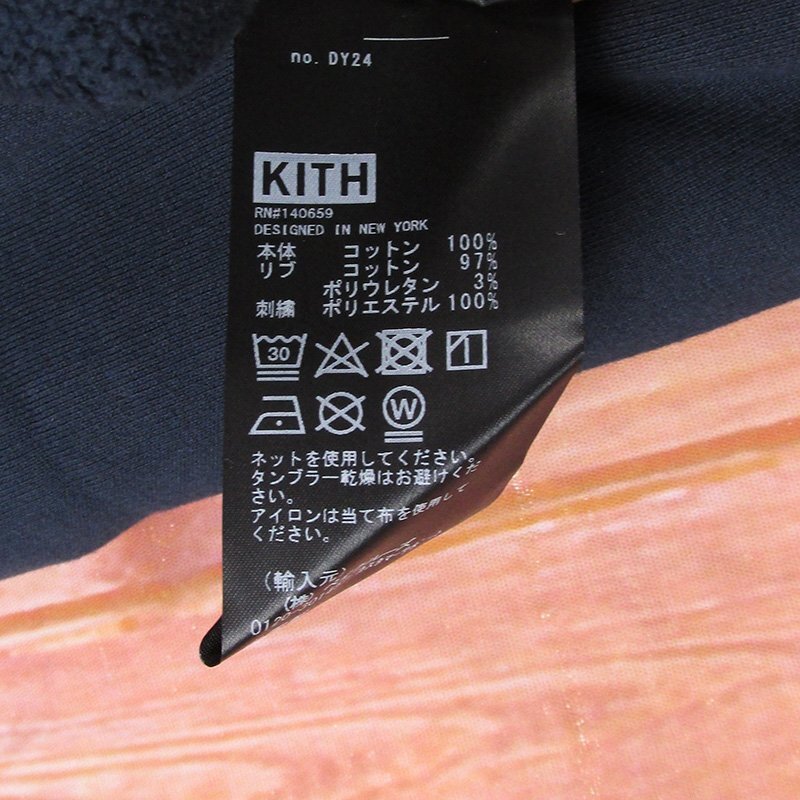 no. DY24
KITH
RN#140659
DESIGNED IN NEW YORK
本体 コットン 100%
リブ コットン 97%
ポリウレタン 3%
刺繍 ポリエステル 100%
30
W
ネットを使用してください。
タンブラー乾燥はお避けくだ
さい。
アイロンは当て布を使用して
ください。
(輸入元)
(株)
0120